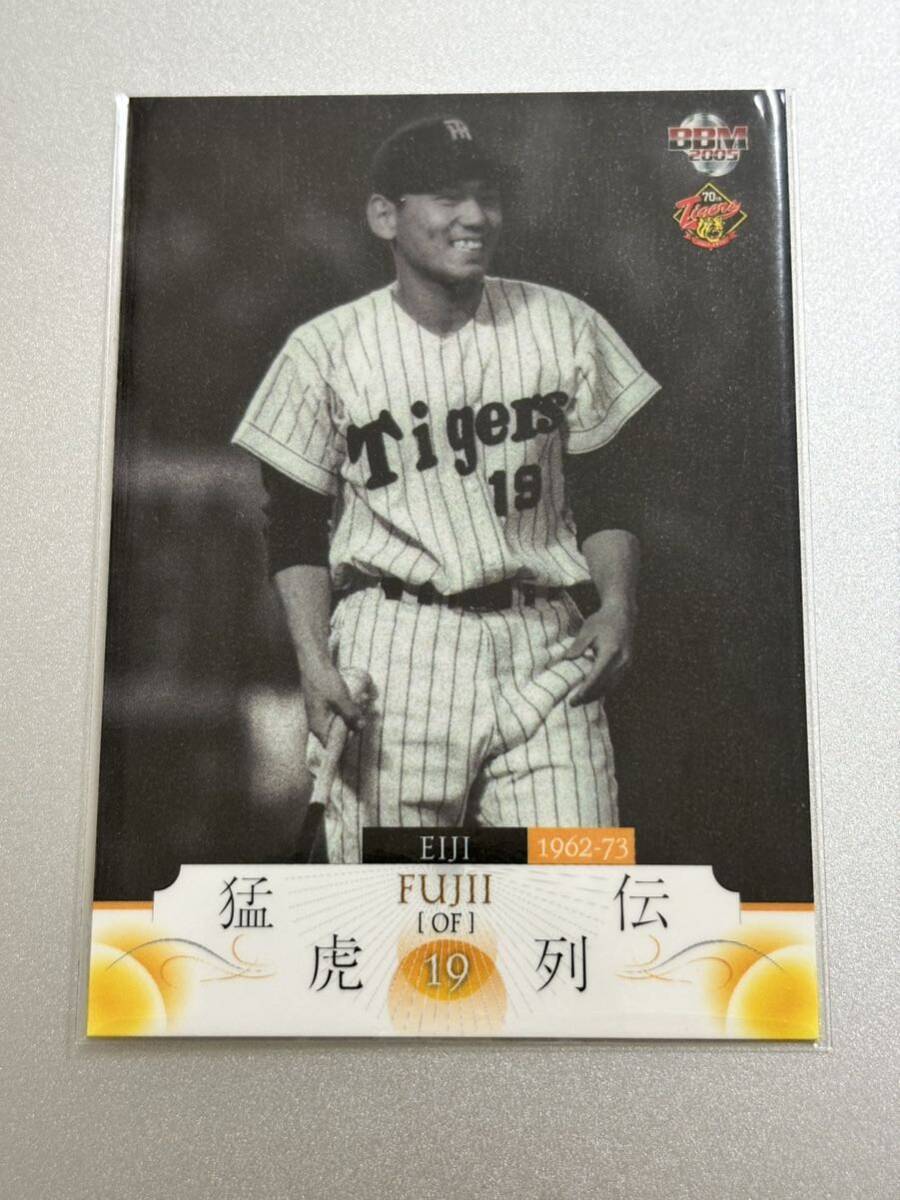 TH
BBM
2005
70th
Tigers
Tigers
19
EIJI
1962-73
FUJII
[OF]
19
猛虎列伝